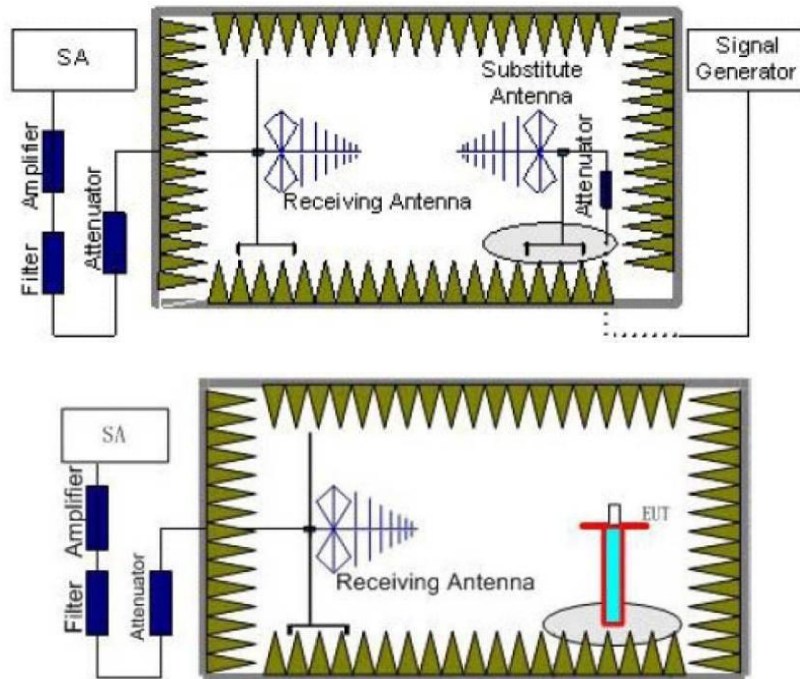 SA
Amplifier
Filter
Attenuator
Receiving Antenna
Substitute
Antenna
Attenuator
Signal
Generator
SA
Amplifier
Filter
Attenuator
Receiving Antenna
EUT